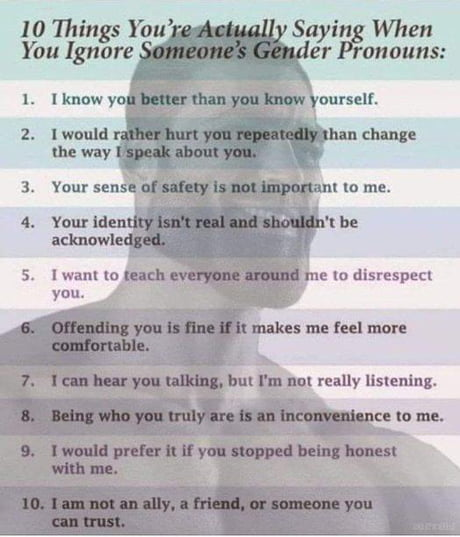 10 Things You're Actually Saying When
You Ignore Someone's Gender Pronouns:
1. I know you better than you know yourself.
2. I would rather hurt you repeatedly than change
the way I speak about you.
3. Your sense of safety is not important to me.
4. Your identity isn't real and shouldn't be
acknowledged.
5. I want to teach everyone around me to disrespect
you.
6. Offending you is fine if it makes me feel more
comfortable.
7. I can hear you talking, but I'm not really listening.
8. Being who you truly are is an inconvenience to me.
9. I would prefer it if you stopped being honest
with me.
10. I am not an ally, a friend, or someone you
can trust.